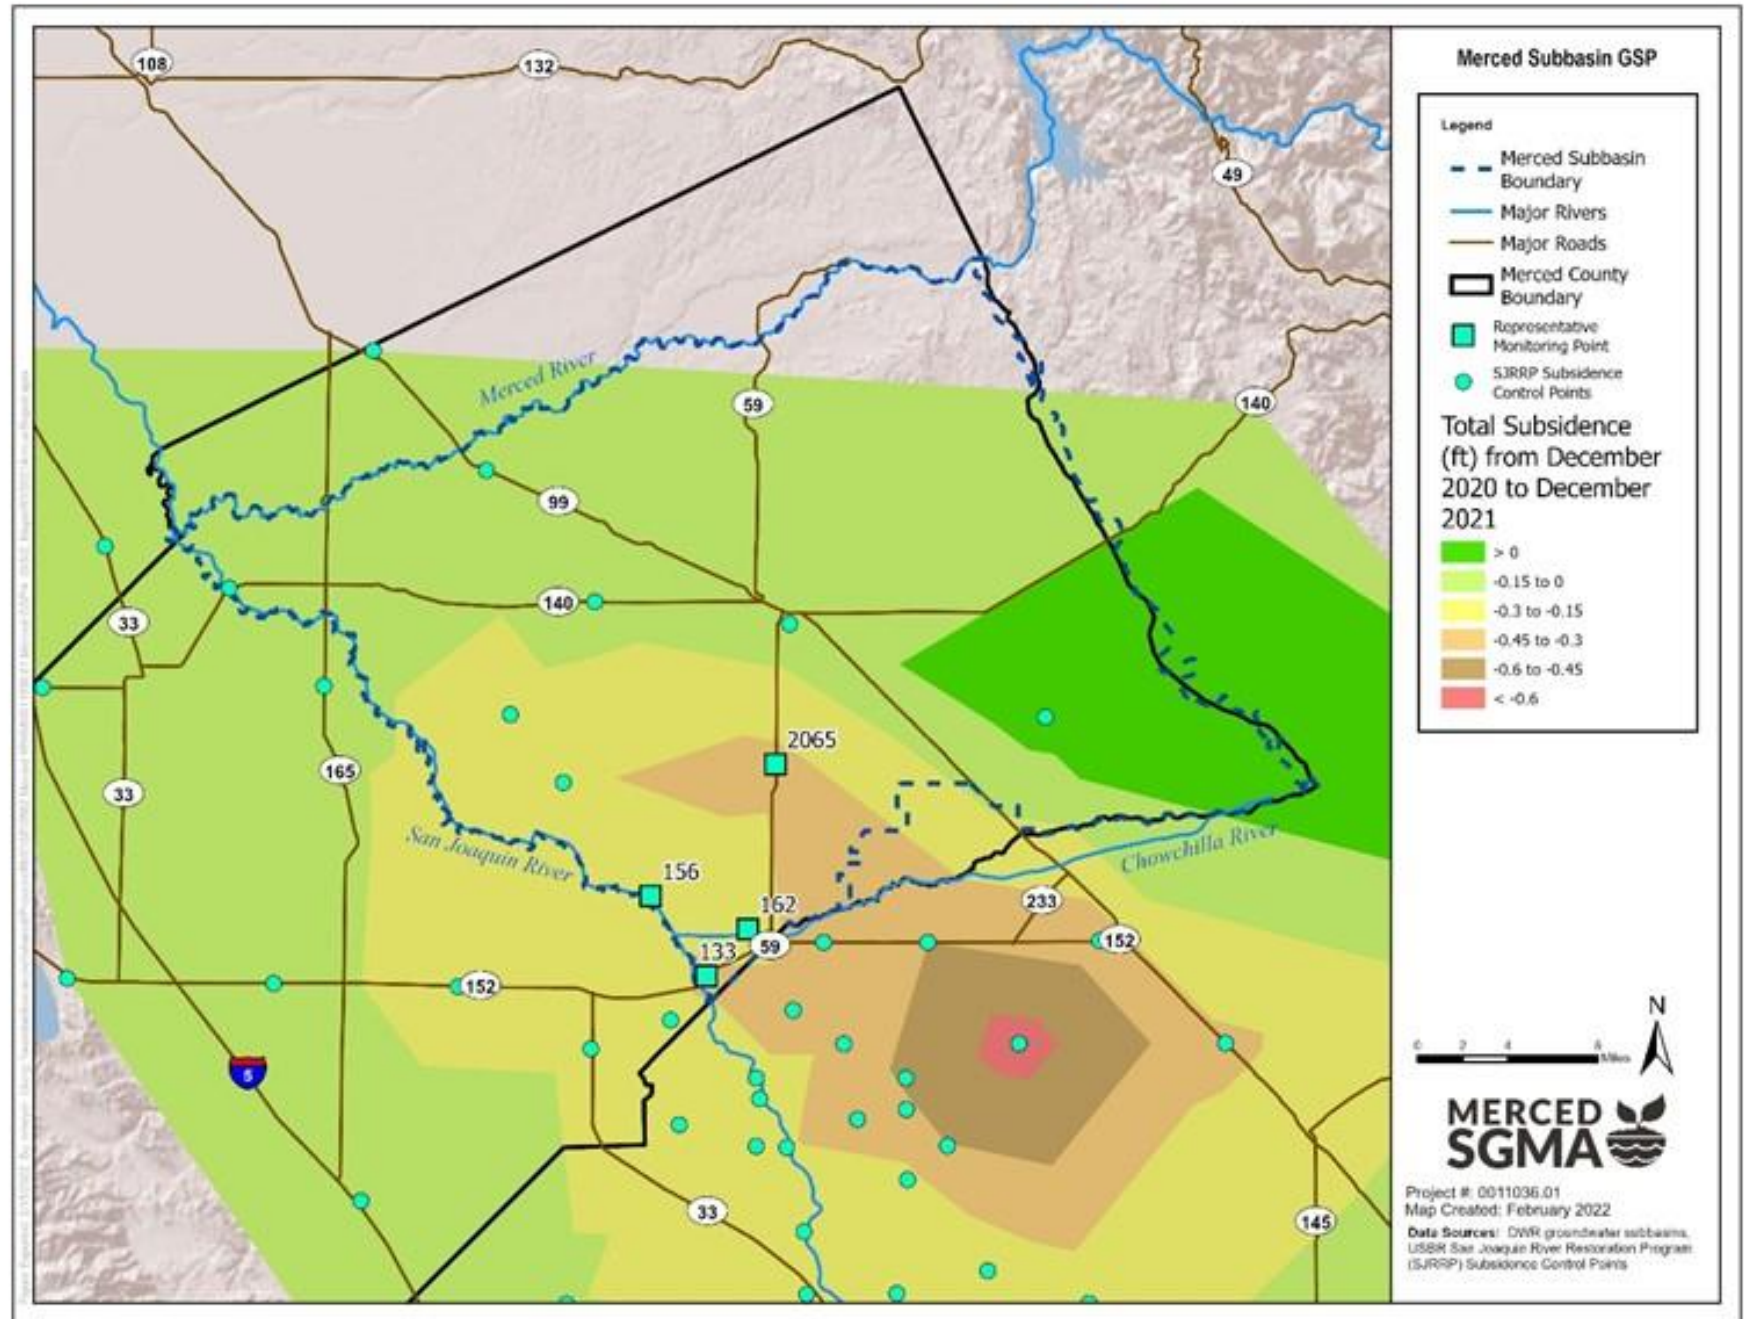 Merced Subbasin GSP
Legend
Merced Subbasin
Boundary
Major Rivers
Major Roads
Merced County
Boundary
Representative
Monitoring Point
SJRRP Subsidence
Control Points
Total Subsidence
(ft) from December
2020 to December
2021
> 0
-0.15 to 0
-0.3 to -0.15
-0.45 to -0.3
-0.6 to -0.45
< -0.6
108
132
49
Merced River
59
140
99
140
33
2065
165
33
San Joaquin River
156
Chowchilla River
162
233
59
152
133
152
5
33
145
N
0 2 4 8
Miles
MERCED
SGMA
Project #: 0011036.01
Map Created: February 2022
Data Sources: DWR groundwater subbasins,
USBR San Joaquin River Restoration Program
(SJRRP) Subsidence Control Points